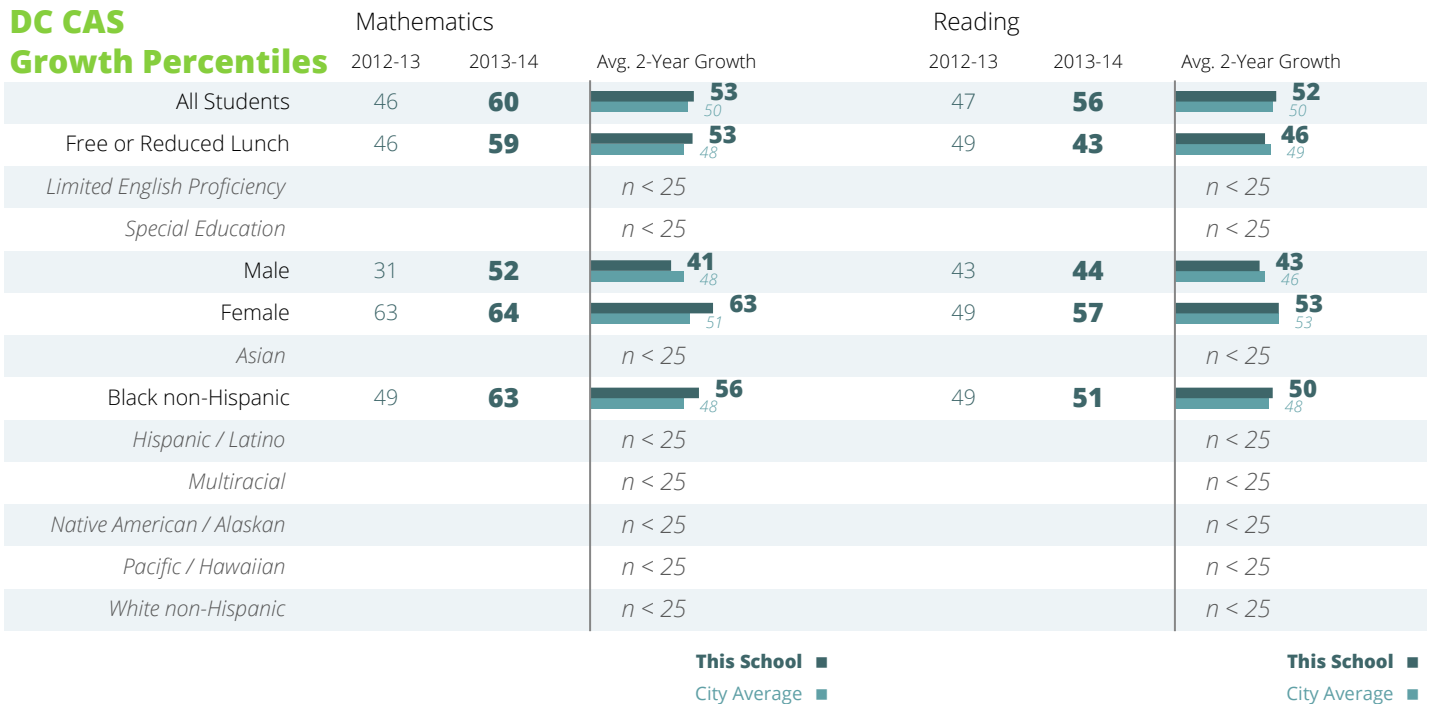 DC CAS Mathematics Reading
Growth Percentiles 2012-13 2013-14 Avg. 2-Year Growth 2012-13 2013-14 Avg. 2-Year Growth
All Students 46 60 53 50 47 56 52 50
Free or Reduced Lunch 46 59 53 48 49 43 46 49
Limited English Proficiency n < 25 n < 25
Special Education n < 25 n < 25
Male 31 52 41 48 43 44 43 46
Female 63 64 63 51 49 57 53 53
Asian n < 25 n < 25
Black non-Hispanic 49 63 56 48 49 51 50 48
Hispanic / Latino n < 25 n < 25
Multiracial n < 25 n < 25
Native American / Alaskan n < 25 n < 25
Pacific / Hawaiian n < 25 n < 25
White non-Hispanic n < 25 n < 25
This School This School
City Average City Average